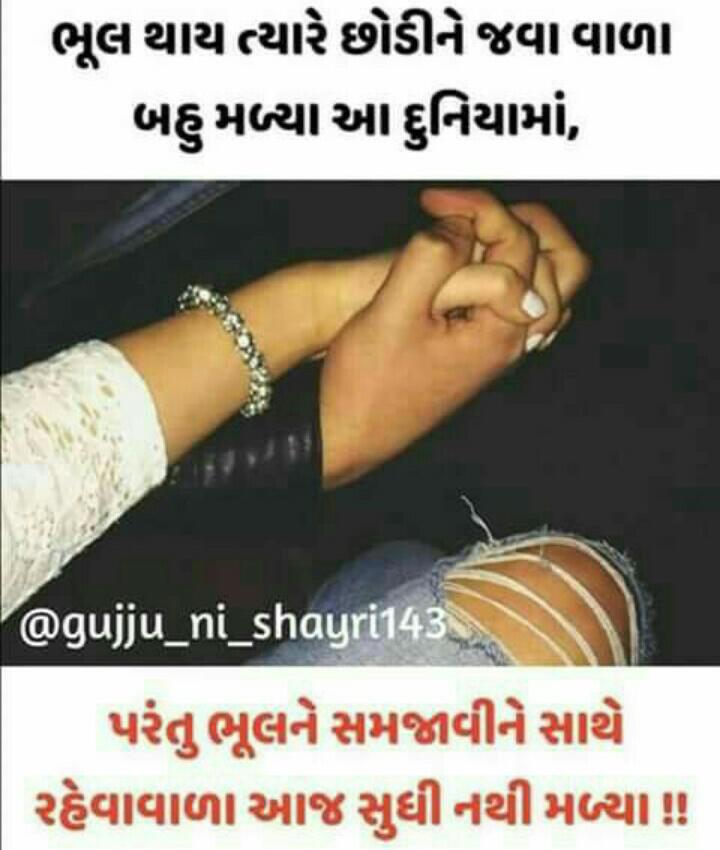 ભૂલ થાય ત્યારે છોડીને જવા વાળા
બહુ મળ્યા આ દુનિયામાં,
@gujju_ni_shayri143
પરંતુ ભૂલને સમજાવીને સાથે
રહેવાવાળા આજ સુધી નથી મળ્યા !!